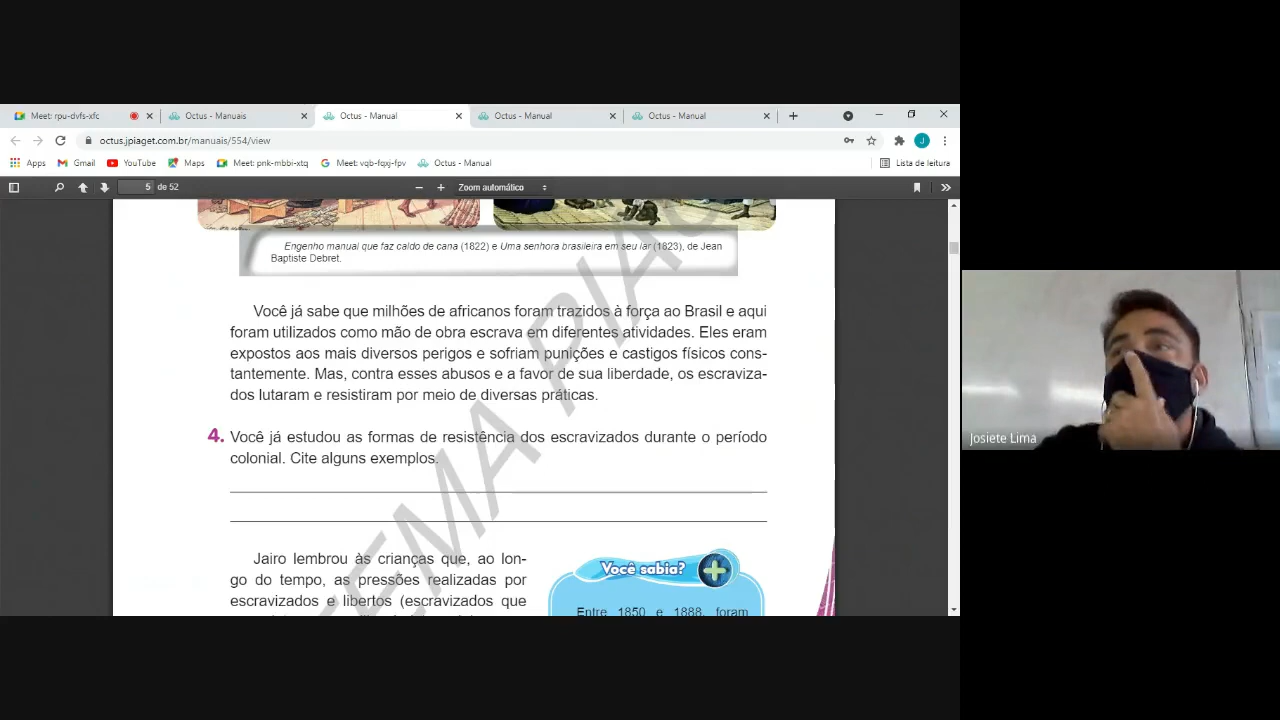 Meet: rpu-dvfs-xfc
Octus - Manuais
Octus - Manual
Octus - Manual
Octus - Manual
octus.jpiaget.com.br/manuais/554/view
J
Apps
Gmail
YouTube
Maps
Meet: pnk-mbbi-xtq
Meet: vqb-fqxj-fpv
Octus - Manual
Lista de leitura
5 de 52
Zoom automático
Engenho manual que faz caldo de cana (1822) e Uma senhora brasileira em seu lar (1823), de Jean
Baptiste Debret.
Você já sabe que milhões de africanos foram trazidos à força ao Brasil e aqui
foram utilizados como mão de obra escrava em diferentes atividades. Eles eram
expostos aos mais diversos perigos e sofriam punições e castigos físicos cons-
tantemente. Mas, contra esses abusos e a favor de sua liberdade, os escraviza-
dos lutaram e resistiram por meio de diversas práticas.
4. Você já estudou as formas de resistência dos escravizados durante o período
colonial. Cite alguns exemplos.
Jairo lembrou às crianças que, ao lon-
go do tempo, as pressões realizadas por
escravizados e libertos (escravizados que
Você sabia?
Entre 1850 e 1888, foram
TEMA PIAG
Josiete Lima